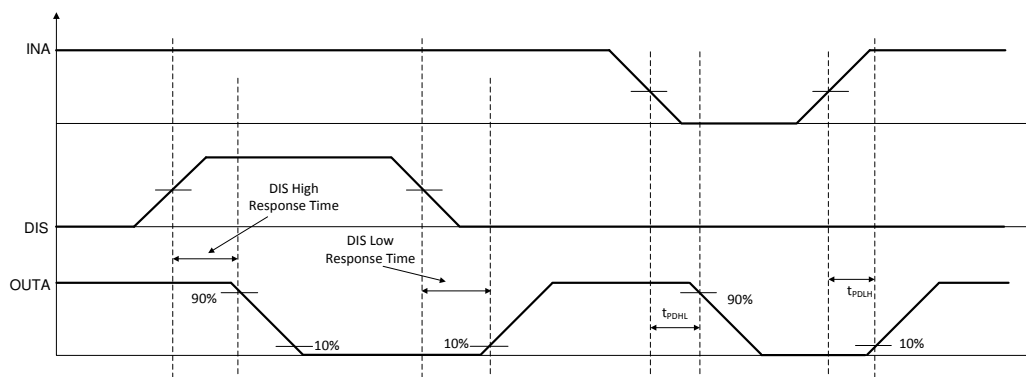 INA
DIS High
Response Time
DIS
DIS Low
Response Time
OUTA
90%
10%
10%
tPDHL
90%
tPDLH
10%